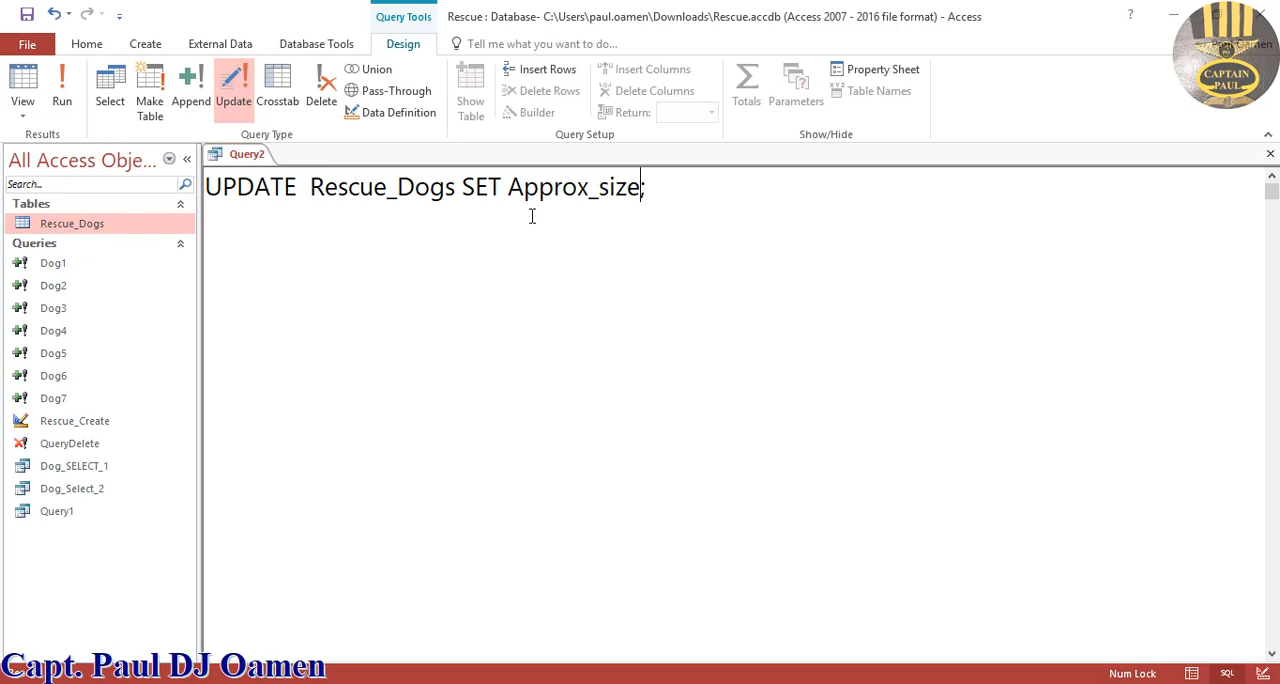 Query Tools
Rescue : Database- C:\Users\paul.oamen\Downloads\Rescue.accdb (Access 2007 - 2016 file format) - Access
?
File Home Create External Data Database Tools Design Tell me what you want to do...
CAPTAIN
PAUL
View
Run
Select
Make
Table
Append
Update
Crosstab
Delete
Union
Pass-Through
Data Definition
Show
Table
Insert Rows
Delete Rows
Builder
Insert Columns
Delete Columns
Return:
Totals
Parameters
Property Sheet
Table Names
Results
Query Type
Query Setup
Show/Hide
All Access Obje...
Search...
Tables
Rescue_Dogs
Queries
Dog1
Dog2
Dog3
Dog4
Dog5
Dog6
Dog7
Rescue_Create
QueryDelete
Dog_SELECT_1
Dog_Select_2
Query1
Query2
UPDATE  Rescue_Dogs SET Approx_size;
Capt. Paul DJ Oamen
Num Lock
SQL